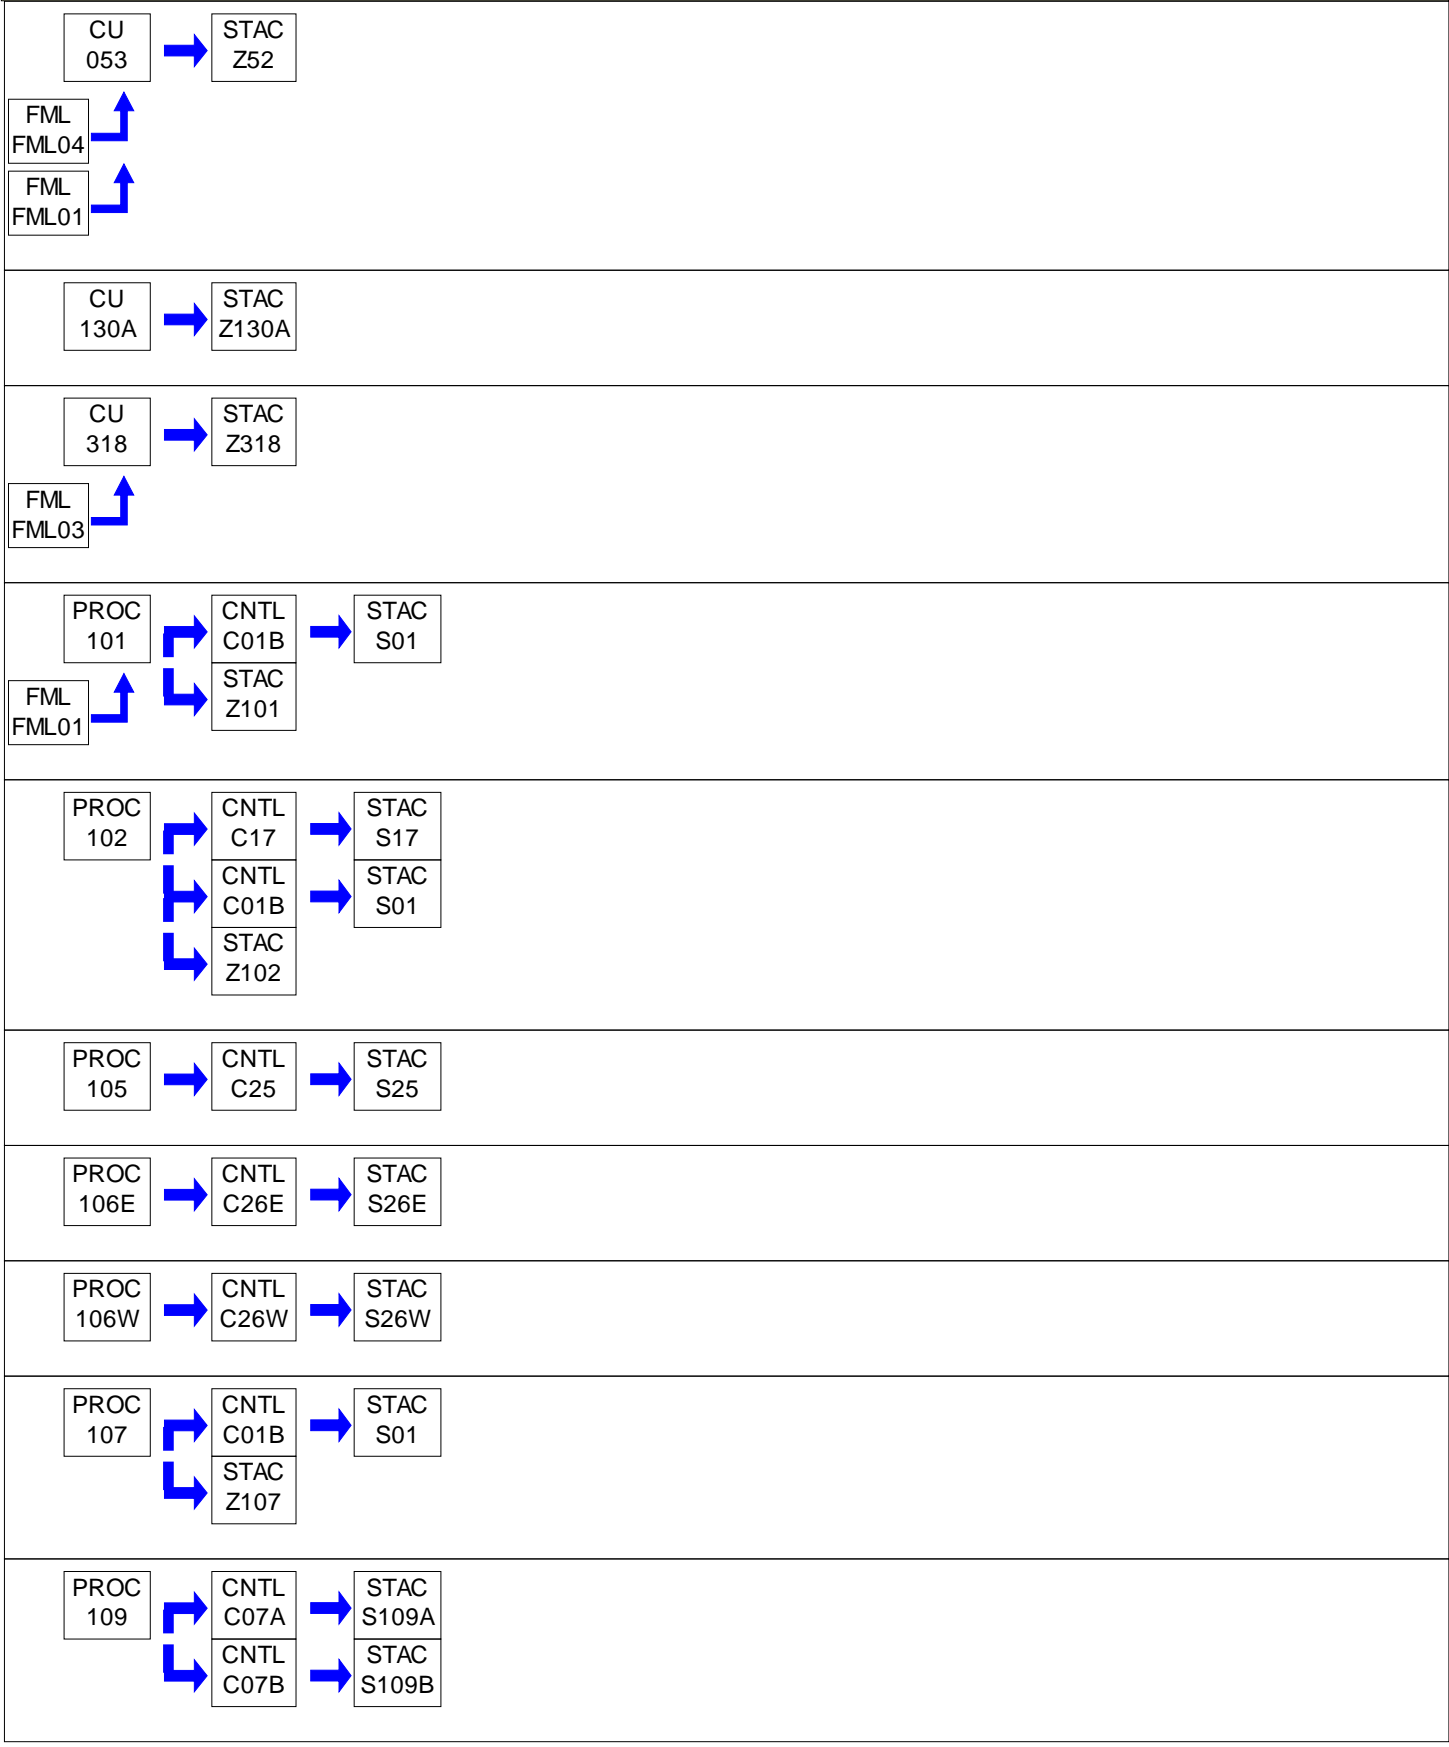 CU
053
STAC
Z52
FML
FML04
FML
FML01
CU
130A
STAC
Z130A
CU
318
STAC
Z318
FML
FML03
PROC
101
CNTL
C01B
STAC
S01
STAC
Z101
FML
FML01
PROC
102
CNTL
C17
STAC
S17
CNTL
C01B
STAC
S01
STAC
Z102
PROC
105
CNTL
C25
STAC
S25
PROC
106E
CNTL
C26E
STAC
S26E
PROC
106W
CNTL
C26W
STAC
S26W
PROC
107
CNTL
C01B
STAC
S01
STAC
Z107
PROC
109
CNTL
C07A
STAC
S109A
CNTL
C07B
STAC
S109B